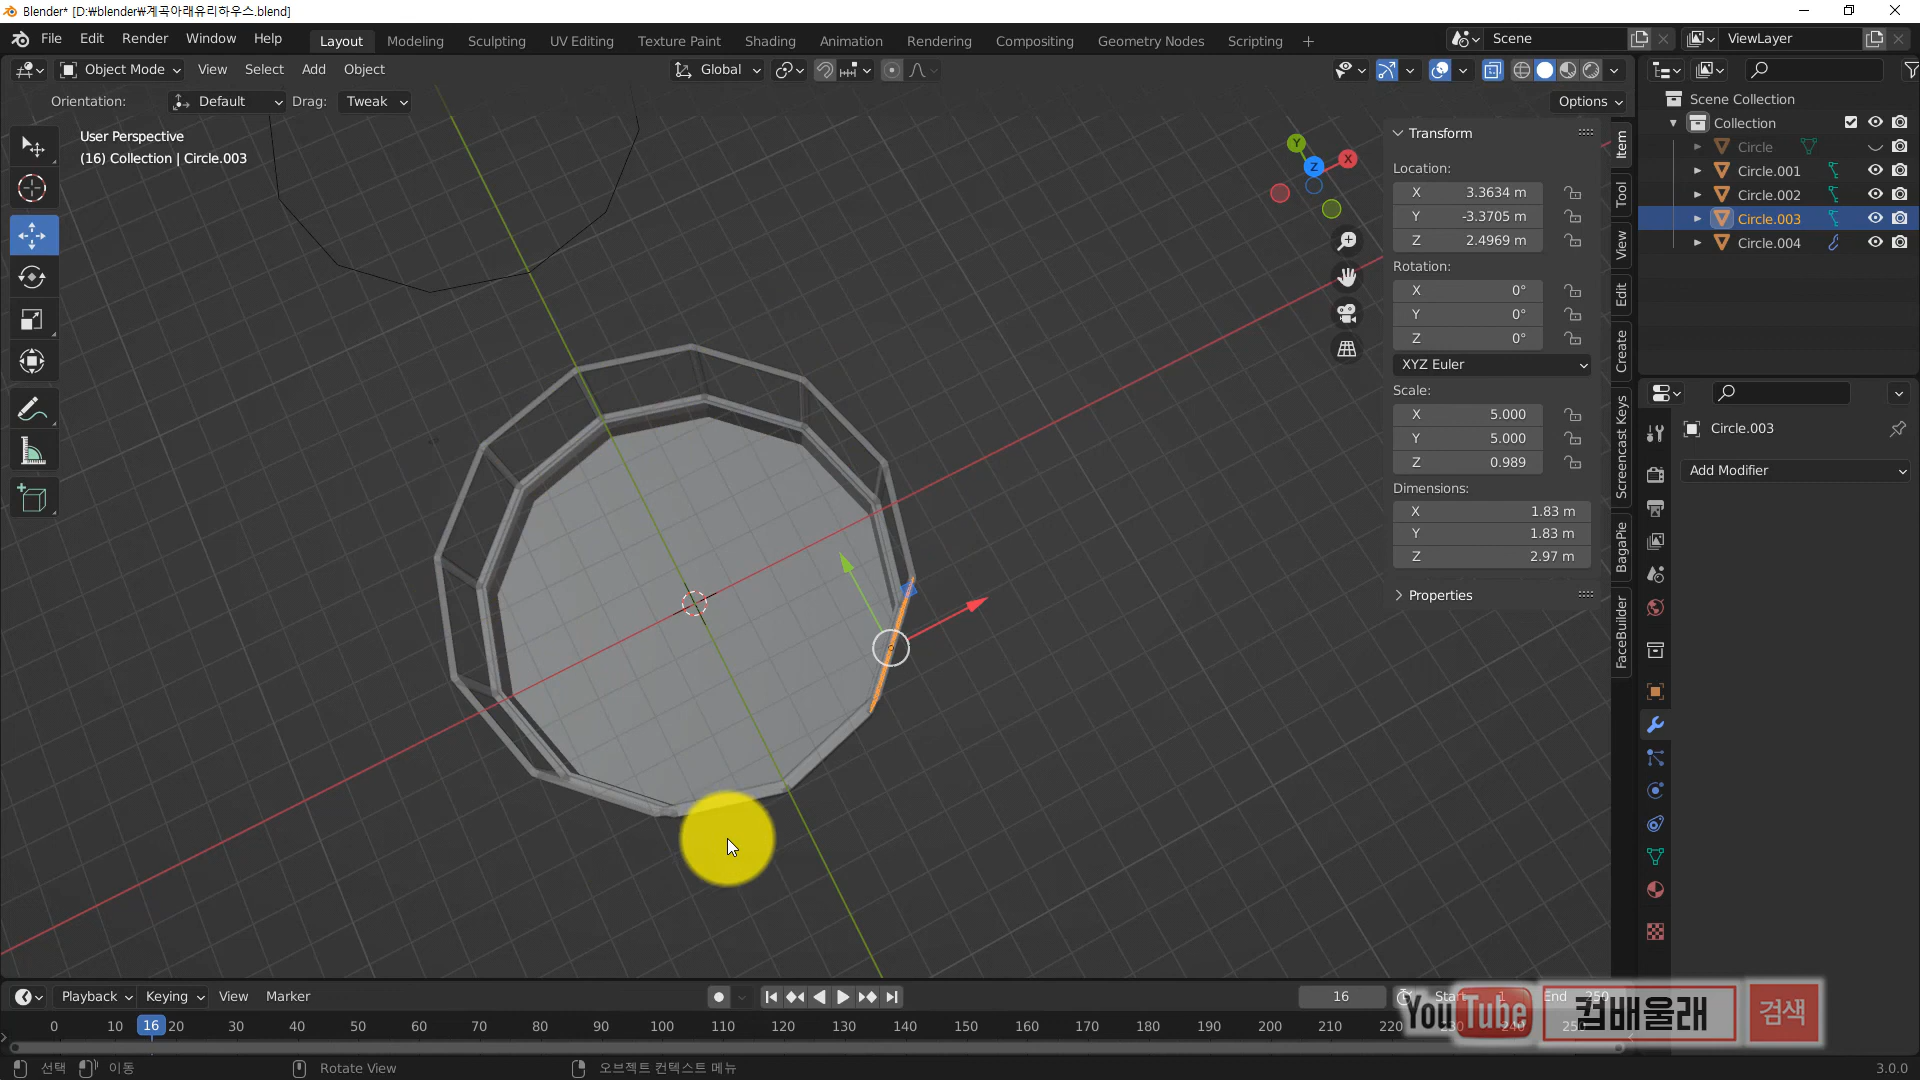 Blender* [D:₩blender₩계곡아래유리하우스.blend]
File Edit Render Window Help Layout Modeling Sculpting UV Editing Texture Paint Shading Animation Rendering Compositing Geometry Nodes Scripting + Scene ViewLayer
Object Mode View Select Add Object Global
Orientation: Default Drag: Tweak Options
User Perspective
(16) Collection | Circle.003
Y
X
Z
Transform
Location:
X 3.3634 m
Y -3.3705 m
Z 2.4969 m
Rotation:
X 0°
Y 0°
Z 0°
XYZ Euler
Scale:
X 5.000
Y 5.000
Z 0.989
Dimensions:
X 1.83 m
Y 1.83 m
Z 2.97 m
Properties
Item
Tool
View
Edit
Create
Screencast Keys
BagaPie
FaceBuilder
Scene Collection
Collection
Circle
Circle.001
Circle.002
Circle.003
Circle.004
Circle.003
Add Modifier
Playback Keying View Marker 16 Start 1 End 250
0 10 16 20 30 40 50 60 70 80 90 100 110 120 130 140 150 160 170 180 190 200 210 220 230 240 250
YouTube 컴배울래 검색
선택 이동 Rotate View 오브젝트 컨텍스트 메뉴 3.0.0